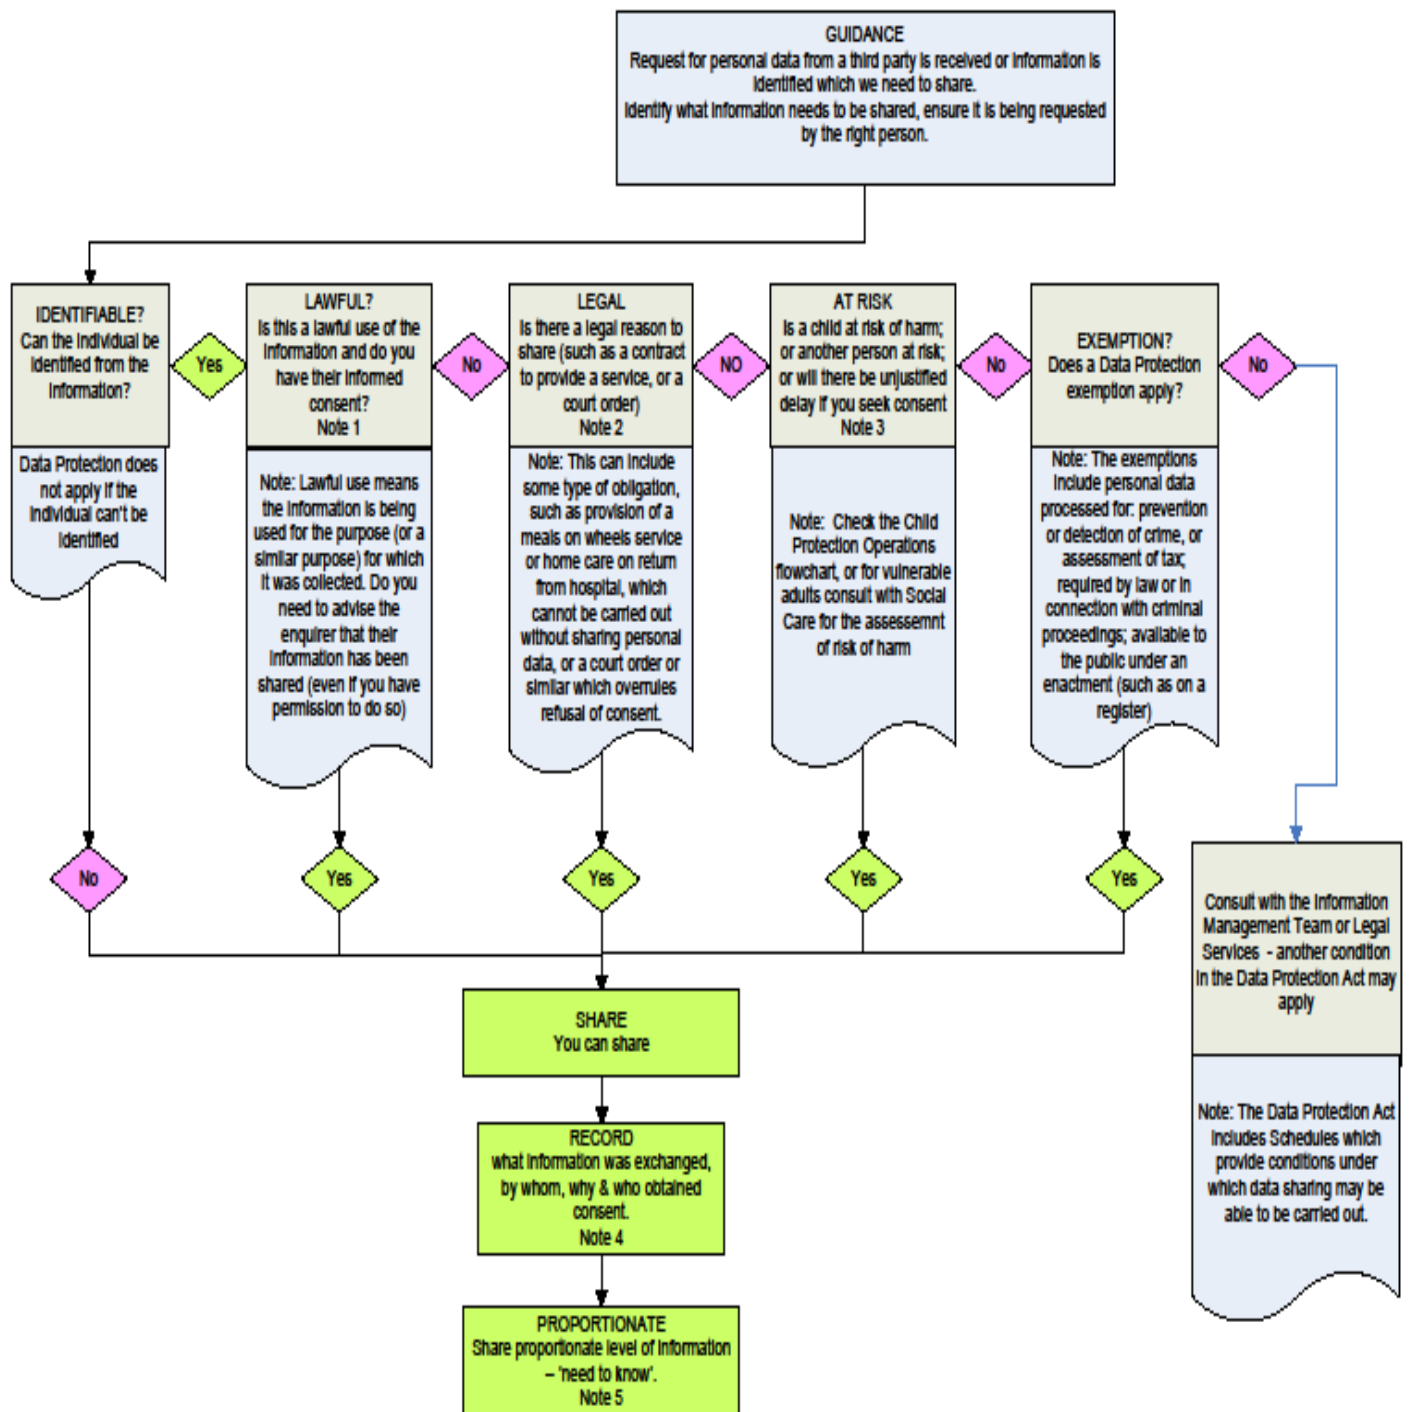 GUIDANCE
Request for personal data from a third party is received or information is
identified which we need to share.
Identify what information needs to be shared, ensure it is being requested
by the right person.
IDENTIFIABLE?
Can the individual be
identified from the
information?
Data Protection does
not apply if the
individual can't be
identified
Yes
LAWFUL?
Is this a lawful use of the
information and do you
have their informed
consent?
Note 1
Note: Lawful use means
the information is being
used for the purpose (or a
similar purpose) for which
it was collected. Do you
need to advise the
enquirer that their
information has been
shared (even if you have
permission to do so)
No
LEGAL
Is there a legal reason to
share (such as a contract
to provide a service, or a
court order)
Note 2
Note: This can include
some type of obligation,
such as provision of a
meals on wheels service
or home care on return
from hospital, which
cannot be carried out
without sharing personal
data, or a court order or
similar which overrules
refusal of consent.
NO
AT RISK
Is a child at risk of harm;
or another person at risk;
or will there be unjustified
delay if you seek consent
Note 3
Note: Check the Child
Protection Operations
flowchart, or for vulnerable
adults consult with Social
Care for the assessemnt
of risk of harm
No
EXEMPTION?
Does a Data Protection
exemption apply?
Note: The exemptions
include personal data
processed for: prevention
or detection of crime, or
assessment of tax;
required by law or in
connection with criminal
proceedings; available to
the public under an
enactment (such as on a
register)
No
No
Yes
Yes
Yes
Yes
Consult with the Information
Management Team or Legal
Services - another condition
in the Data Protection Act may
apply
Note: The Data Protection Act
includes Schedules which
provide conditions under
which data sharing may be
able to be carried out.
SHARE
You can share
RECORD
what information was exchanged,
by whom, why & who obtained
consent.
Note 4
PROPORTIONATE
Share proportionate level of information
– 'need to know'.
Note 5